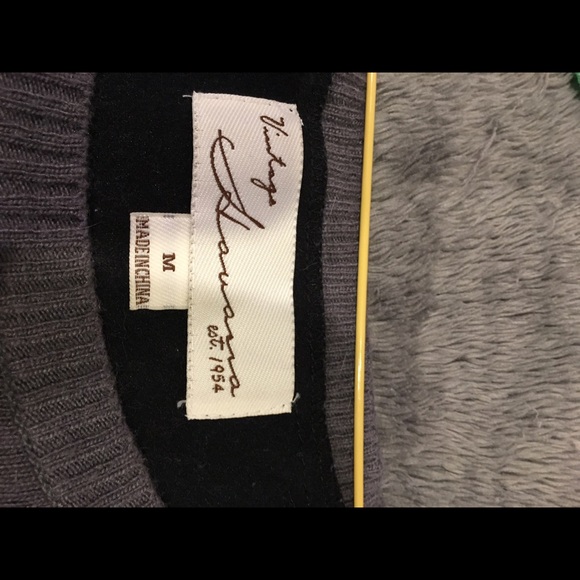 Vintage
Havana
est. 1954
M
MADE IN CHINA